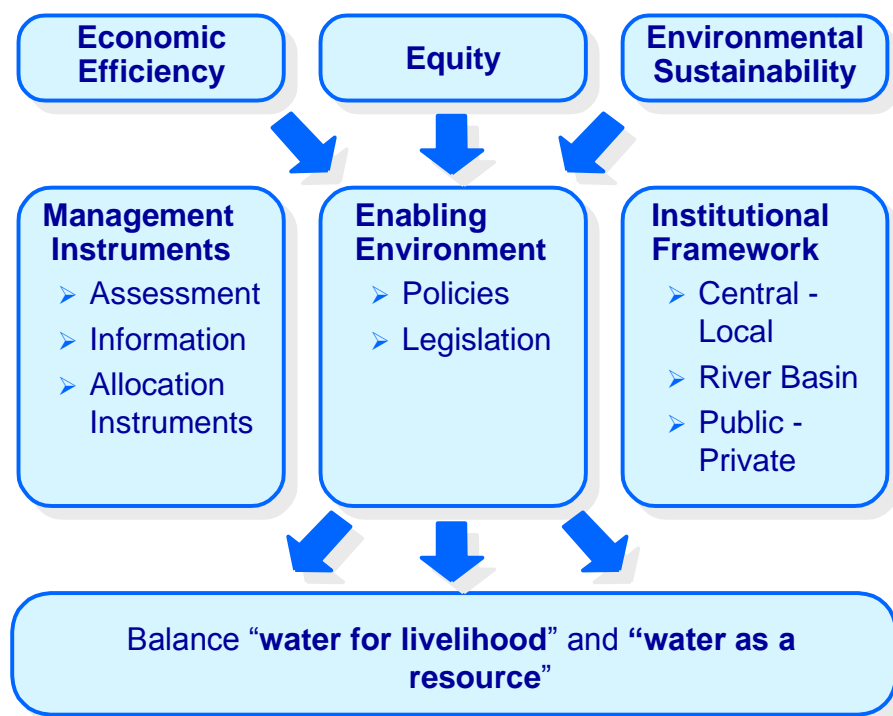 Economic
Efficiency
Equity
Environmental
Sustainability
Management
Instruments
➢ Assessment
➢ Information
➢ Allocation
Instruments
Enabling
Environment
➢ Policies
➢ Legislation
Institutional
Framework
➢ Central -
Local
➢ River Basin
➢ Public -
Private
Balance “water for livelihood” and “water as a
resource”